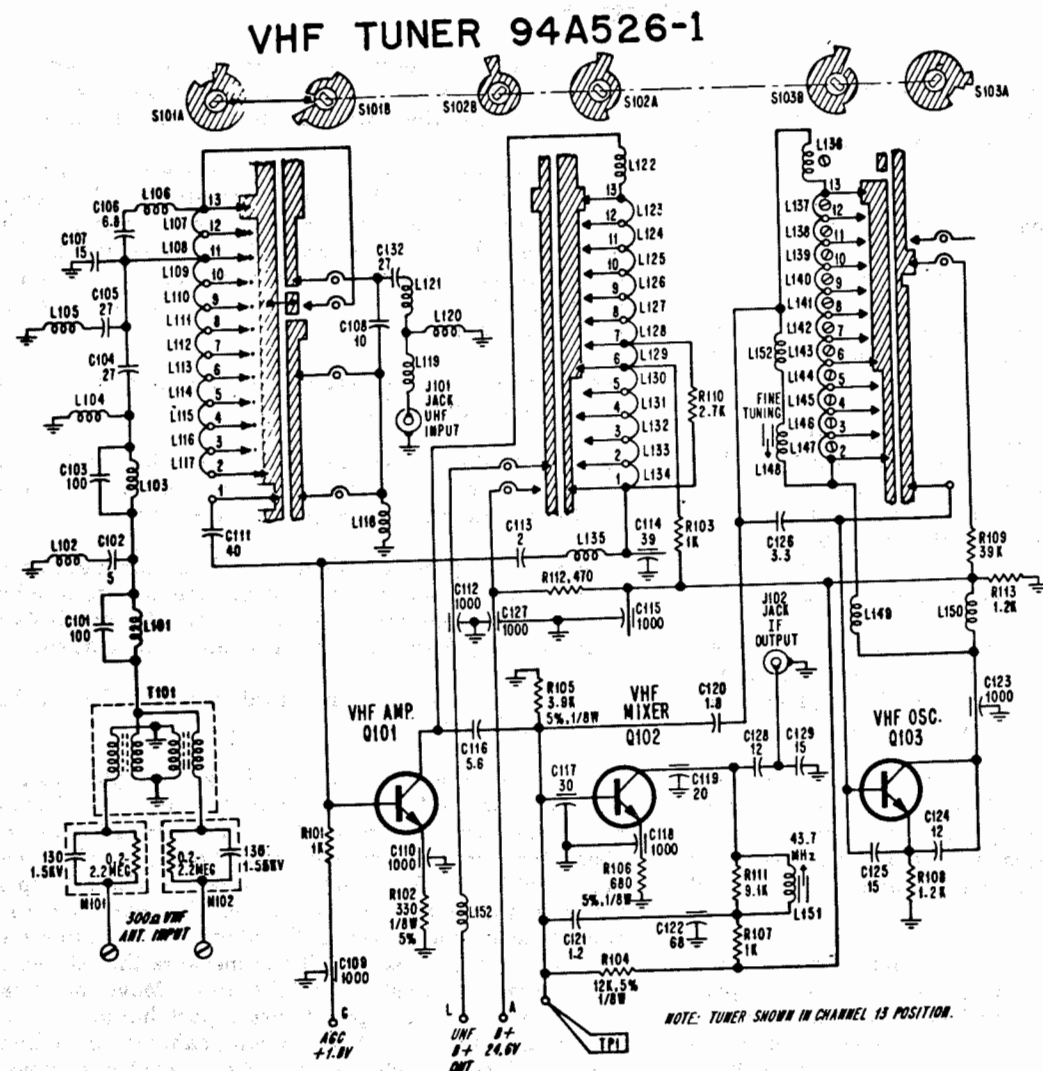 VHF TUNER 94A526-1
S101A
S101B
S102B
S102A
S103B
S103A
L106
C106
6.8
C107
15
L105
C105
27
C104
27
L104
C103
100
L103
L102
C102
5
C101
100
L101
T101
130
1.5KV
0.2-
2.2MEG
0.2-
2.2MEG
130
1.5KV
M101
M102
300Ω VHF
ANT. INPUT
13
L107
12
L108
11
L109
10
L110
9
L111
8
L112
7
L113
6
L114
5
L115
4
L116
3
L117
2
1
C111
40
C132
27
L121
C108
10
L120
L119
J101
JACK
UHF
INPUT
L118
L122
13
L123
12
L124
11
L125
10
L126
9
L127
8
L128
7
L129
6
L130
5
L131
4
L132
3
L133
2
L134
1
R110
2.7K
R103
1K
C113
2
L135
C114
39
R112, 470
C112
1000
C127
1000
C115
1000
L136
13
L137
12
L138
11
L139
10
L140
9
L141
8
L142
7
L143
6
L144
5
L145
4
L146
3
L147
2
L152
FINE
TUNING
L148
C126
3.3
R109
39K
R113
1.2K
L149
L150
J102
JACK
IF
OUTPUT
C123
1000
R105
3.9K
5%, 1/8W
VHF
MIXER
Q102
C120
1.8
VHF AMP.
Q101
C116
5.6
C117
30
C119
20
C128
12
C129
15
VHF OSC.
Q103
R101
1K
C110
1000
R102
330
1/8W
5%
L152
C118
1000
R106
680
5%, 1/8W
43.7
MHz
R111
9.1K
L151
C125
15
C124
12
R108
1.2K
C121
1.2
C122
68
R107
1K
R104
12K, 5%
1/8W
C109
1000
G
AGC
+1.8V
L
UHF
B+
OUT
A
B+
24.6V
TP1
NOTE: TUNER SHOWN IN CHANNEL 13 POSITION.